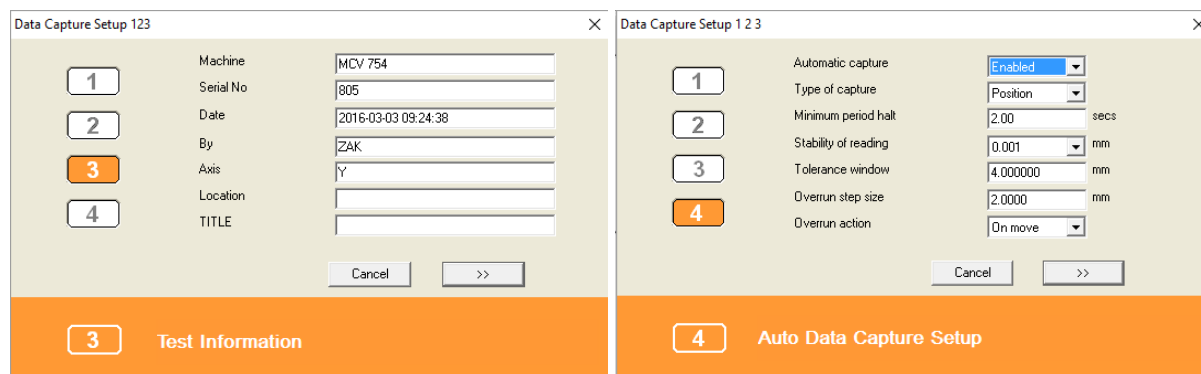 Data Capture Setup 123
1
2
3
4
Machine MCV 754
Serial No 805
Date 2016-03-03 09:24:38
By ZAK
Axis Y
Location
TITLE
Cancel >>
3 Test Information
Data Capture Setup 1 2 3
1
2
3
4
Automatic capture Enabled
Type of capture Position
Minimum period halt 2.00 secs
Stability of reading 0.001 mm
Tolerance window 4.000000 mm
Overrun step size 2.0000 mm
Overrun action On move
Cancel >>
4 Auto Data Capture Setup